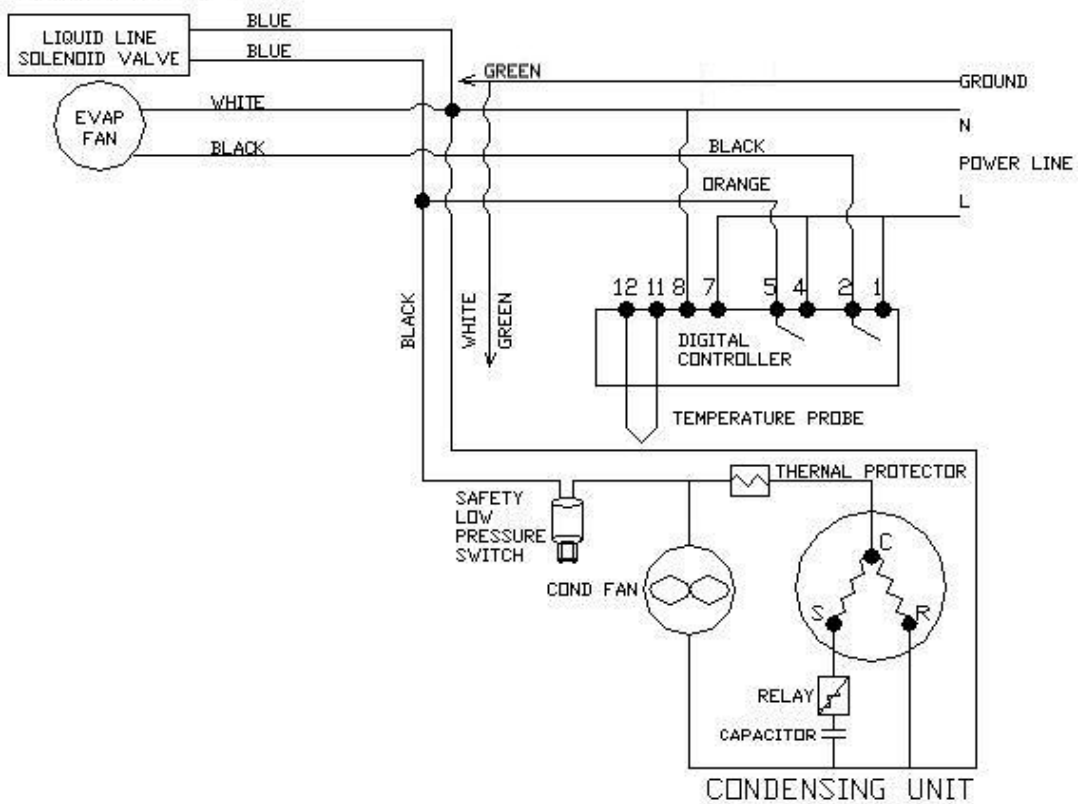 BLUE
LIQUID LINE
SOLENOID VALVE
BLUE
GREEN
GROUND
WHITE
EVAP
FAN
N
BLACK
BLACK
POWER LINE
ORANGE
L
12 11 8 7 5 4 2 1
BLACK
WHITE
GREEN
DIGITAL
CONTROLLER
TEMPERATURE PROBE
THERMAL PROTECTOR
SAFETY
LOW
PRESSURE
SWITCH
C
COND FAN
S
R
RELAY
CAPACITOR
CONDENSING UNIT